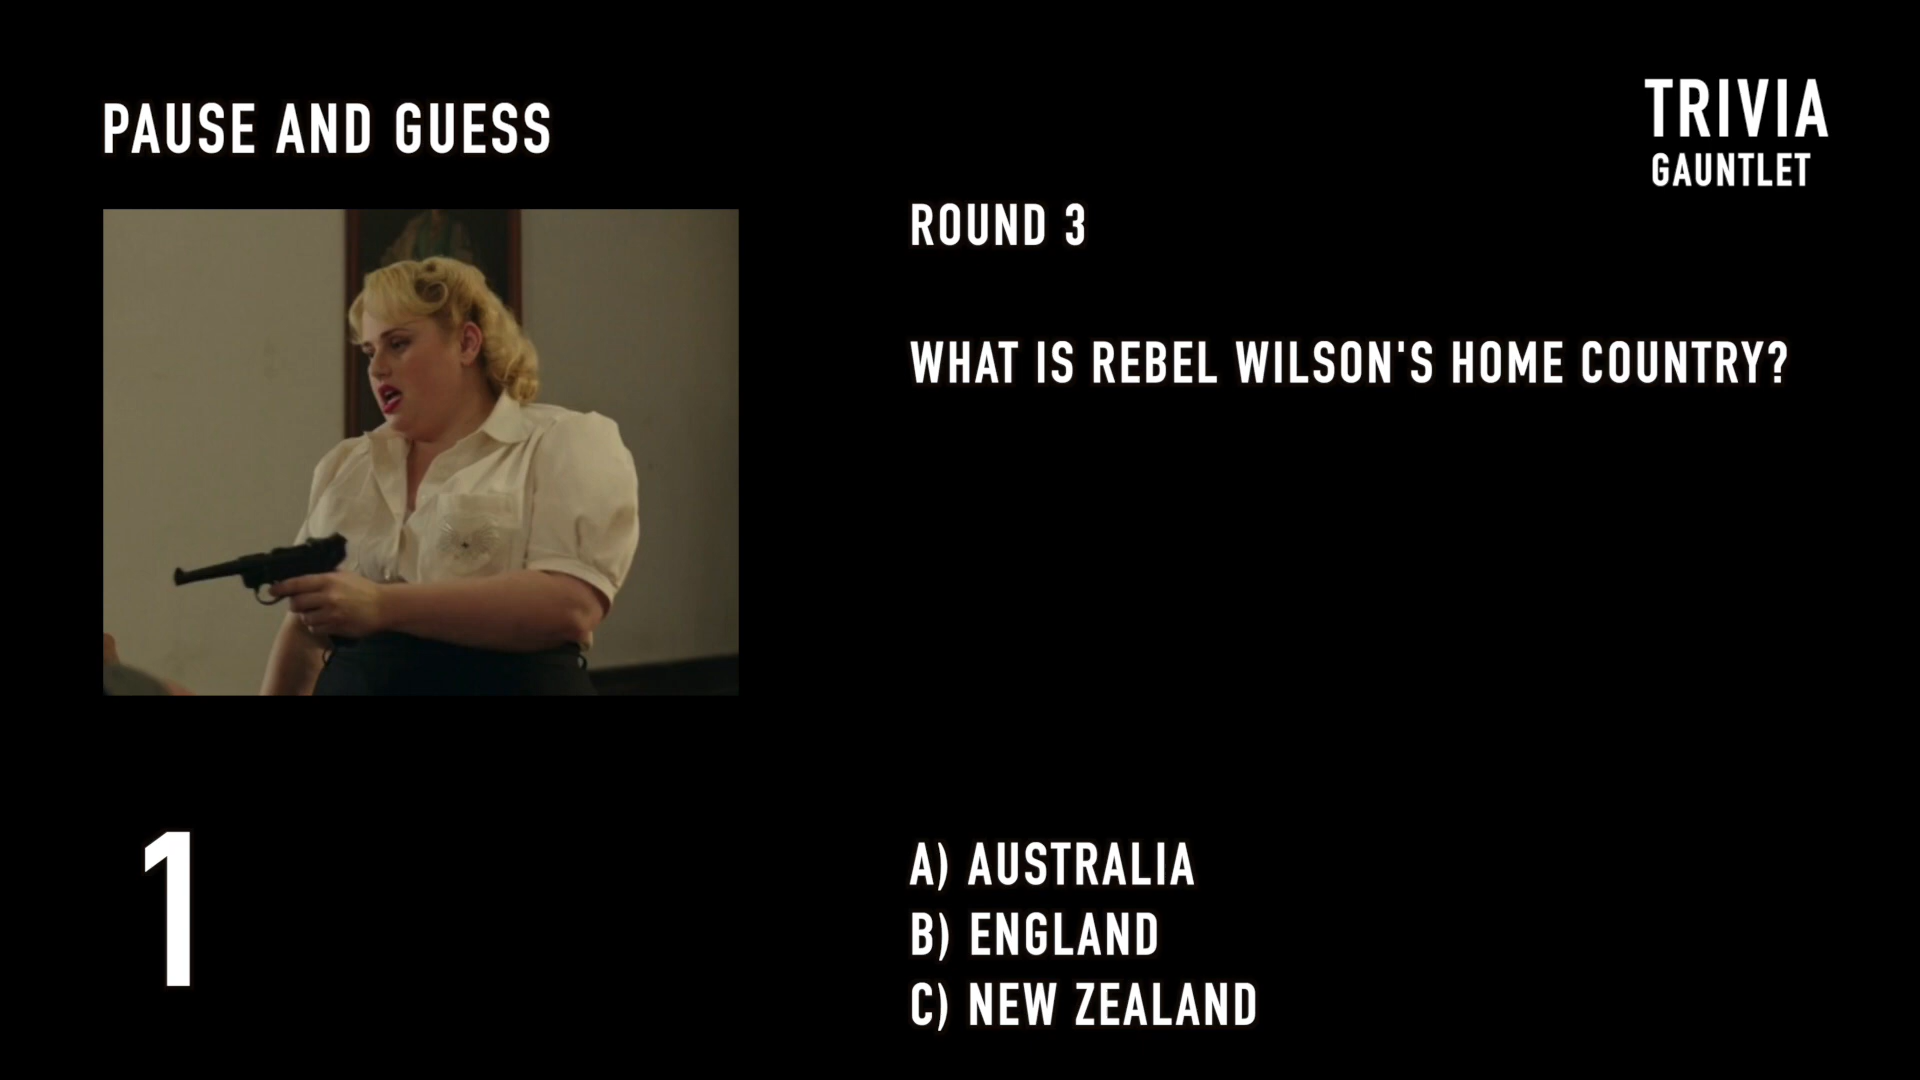 PAUSE AND GUESS
TRIVIA
GAUNTLET
ROUND 3
WHAT IS REBEL WILSON'S HOME COUNTRY?
1
A) AUSTRALIA
B) ENGLAND
C) NEW ZEALAND